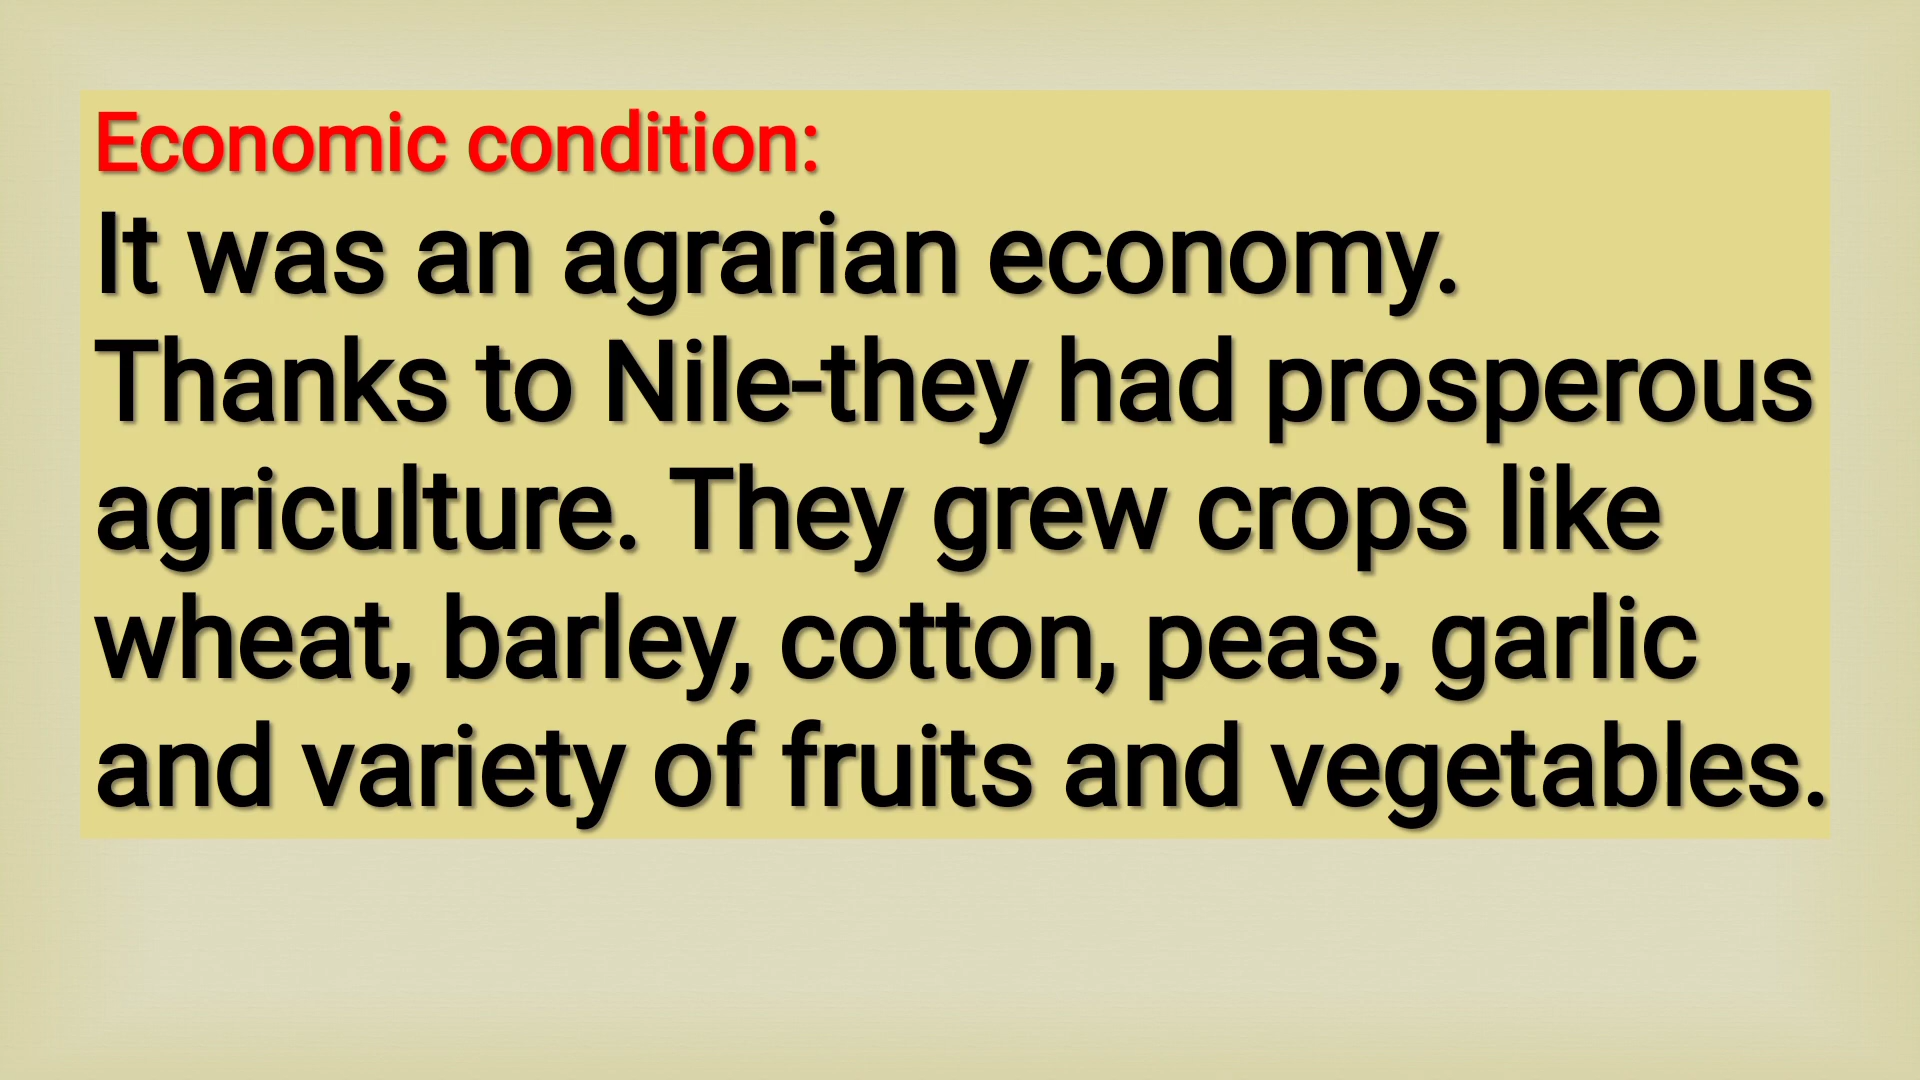 Economic condition:
It was an agrarian economy.
Thanks to Nile-they had prosperous
agriculture. They grew crops like
wheat, barley, cotton, peas, garlic
and variety of fruits and vegetables.